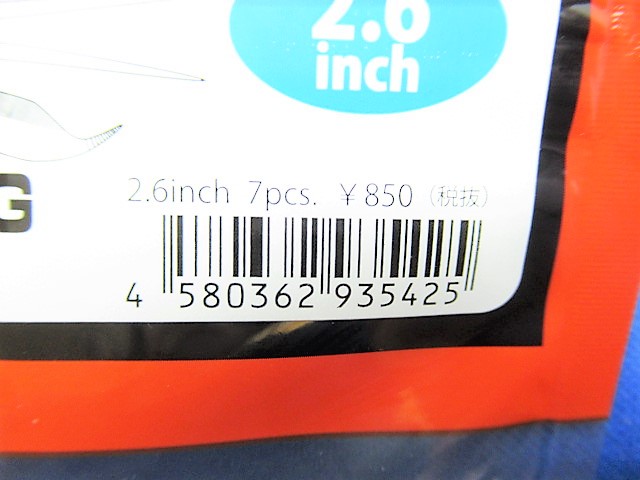 2.6
inch
G
2.6inch 7pcs. ¥850 (税抜)
4 580362 935425